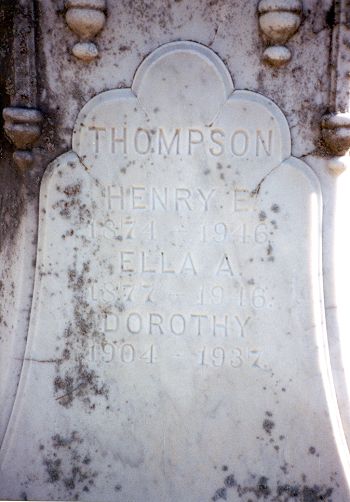 THOMPSON
HENRY E.
1874 - 1946.
ELLA A.
1877 - 1946.
DOROTHY
1904 - 1937.